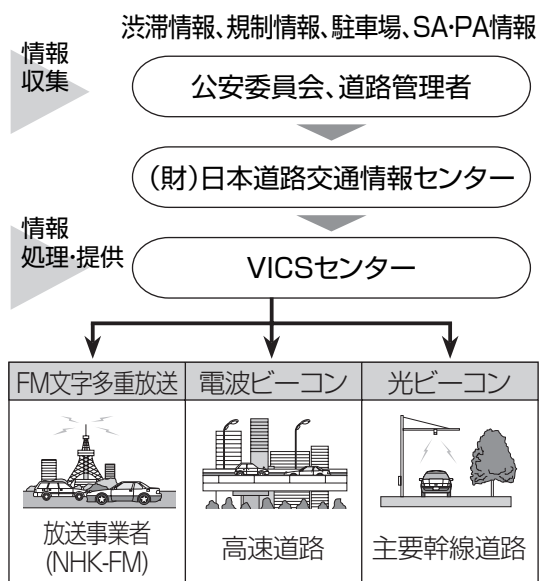 渋滞情報、規制情報、駐車場、SA・PA情報
情報
収集
公安委員会、道路管理者
(財)日本道路交通情報センター
情報
処理・提供
VICSセンター
FM文字多重放送
電波ビーコン
光ビーコン
放送事業者
(NHK-FM)
高速道路
主要幹線道路